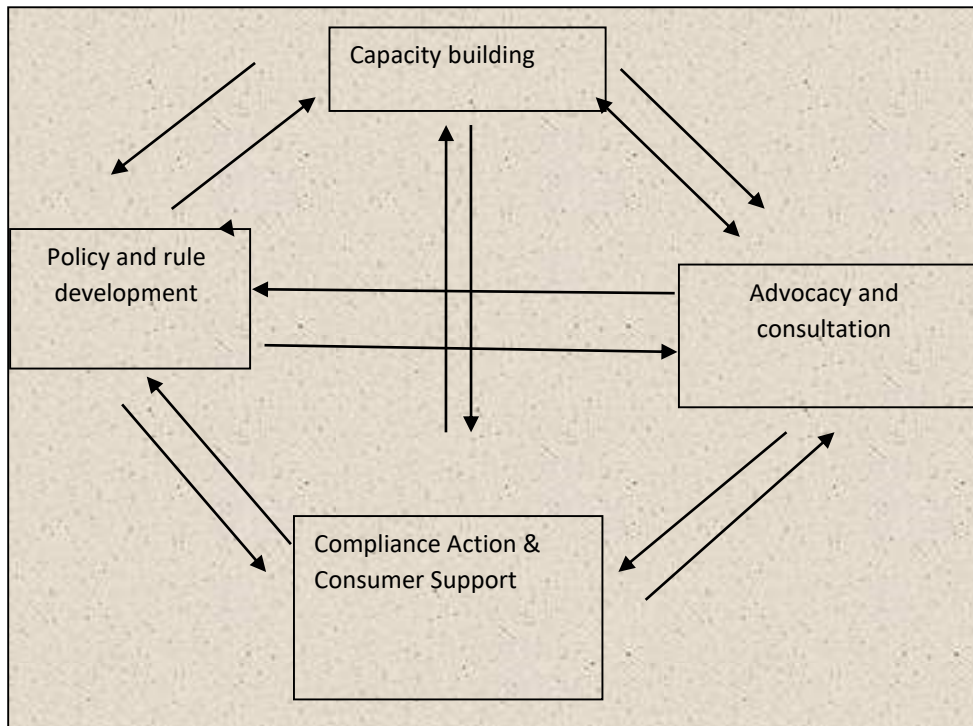 Capacity building
Policy and rule
development
Advocacy and
consultation
Compliance Action &
Consumer Support